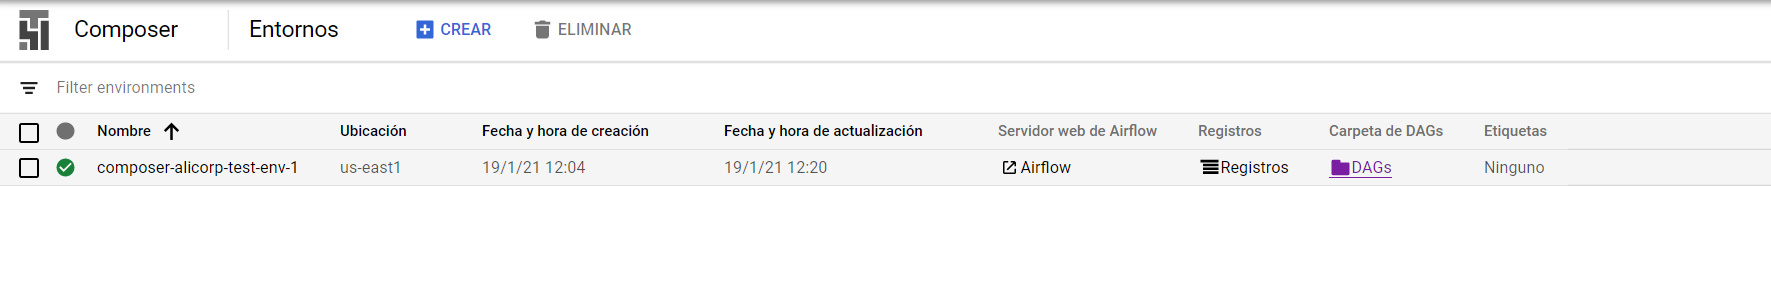 Composer Entornos CREAR ELIMINAR
Filter environments
Nombre Ubicación Fecha y hora de creación Fecha y hora de actualización Servidor web de Airflow Registros Carpeta de DAGs Etiquetas
composer-alicorp-test-env-1 us-east1 19/1/21 12:04 19/1/21 12:20 Airflow Registros DAGs Ninguno